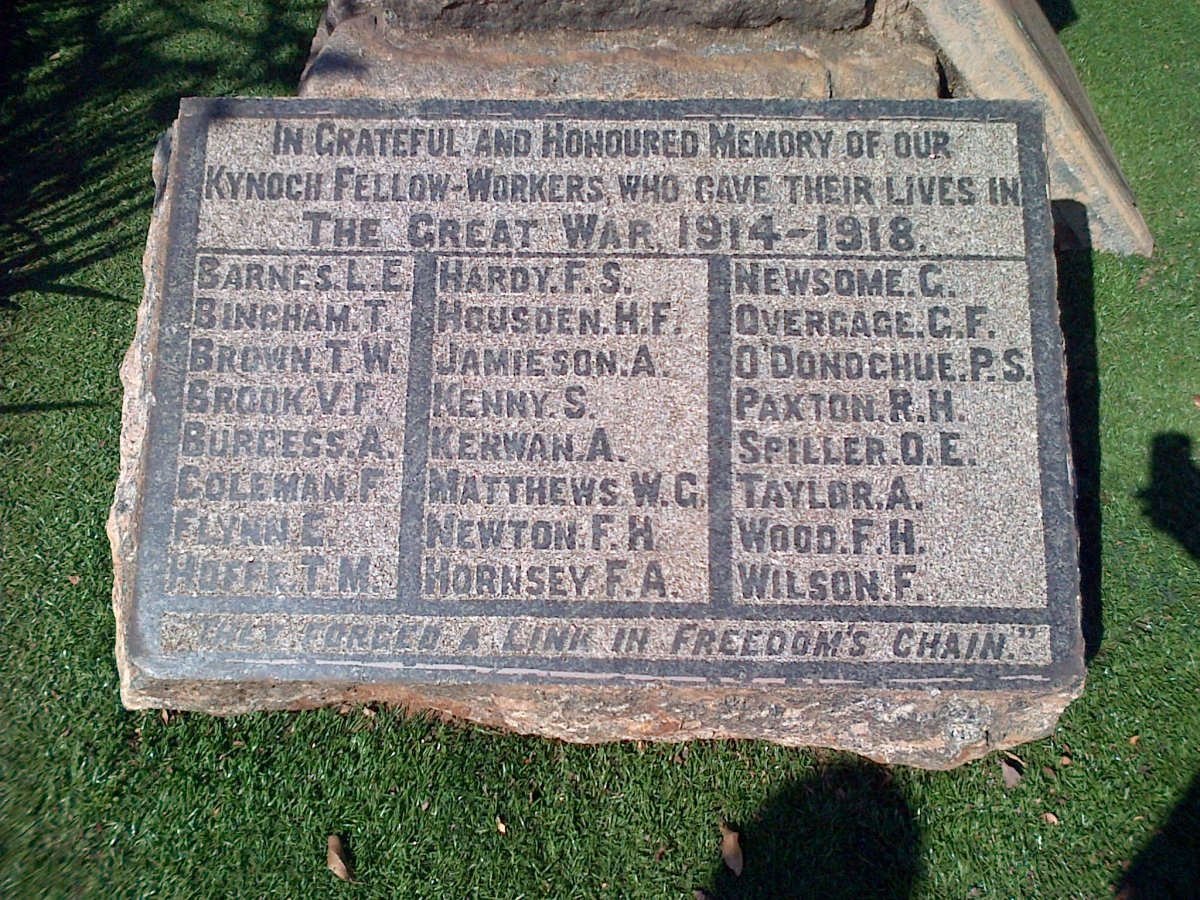 IN GRATEFUL AND HONOURED MEMORY OF OUR
KYNOCH FELLOW-WORKERS, WHO GAVE THEIR LIVES IN
THE GREAT WAR, 1914-1918.
BARNES. L. E.
BINGHAM. T.
BROWN. T. W.
BROOK. V. F.
BURGESS. A.
COLEMAN. F.
FLYNN. E.
HOFFE. T. M.
HARDY. F. S.
HOUSDEN. H. F.
JAMIESON. A.
KENNY. S.
KERWAN. A.
MATTHEWS. W. G.
NEWTON. F. H.
HORNSEY. F. A.
NEWSOME. G.
OVERGAGE. G. F.
O'DONOGHUE. P. S.
PAXTON. R. H.
SPILLER. O. E.
TAYLOR. A.
WOOD. F. H.
WILSON. F.
"THEY FORGED A LINK IN FREEDOM'S CHAIN."